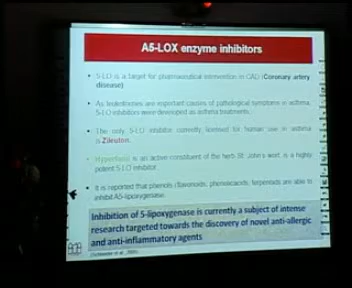 A5-LOX enzyme inhibitors
• 5-LO is a target for pharmaceutical intervention in CAD (Coronary artery
disease)
• As leukotrienes are important causes of pathological symptoms in asthma,
5-LO inhibitors were developed as asthma treatments.
• The only 5-LO inhibitor currently licensed for human use in asthma
is Zileuton.
• Hyperforin is an active constituent of the herb St. John's wort, is a highly
potent 5-LO inhibitor.
• It is reported that phenols (flavonoids, phenolacids, terpenoids are able to
inhibit A5-lipoxygenase.
Inhibition of 5-lipoxygenase is currently a subject of intense
research targeted towards the discovery of novel anti-allergic
and anti-inflammatory agents